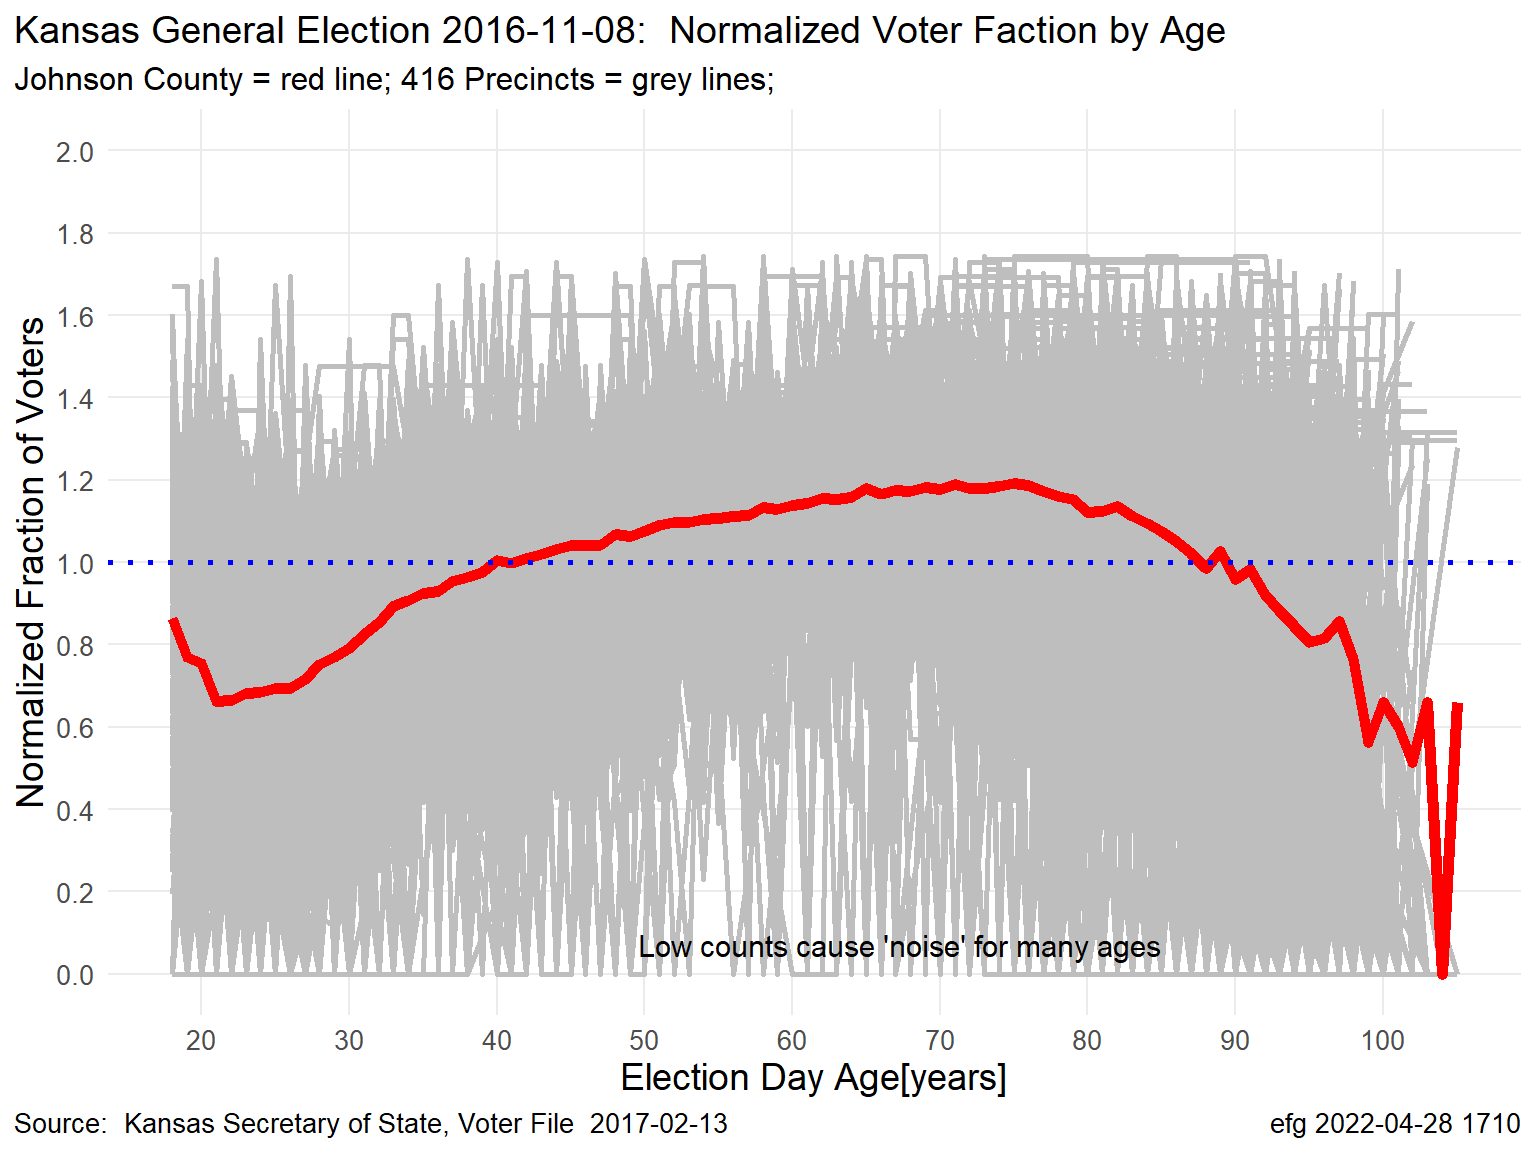 Kansas General Election 2016-11-08:  Normalized Voter Faction by Age
Johnson County = red line; 416 Precincts = grey lines;
2.0
1.8
1.6
1.4
1.2
1.0
0.8
0.6
0.4
0.2
0.0
Normalized Fraction of Voters
Low counts cause 'noise' for many ages
20 30 40 50 60 70 80 90 100
Election Day Age[years]
Source:  Kansas Secretary of State, Voter File  2017-02-13
efg 2022-04-28 1710